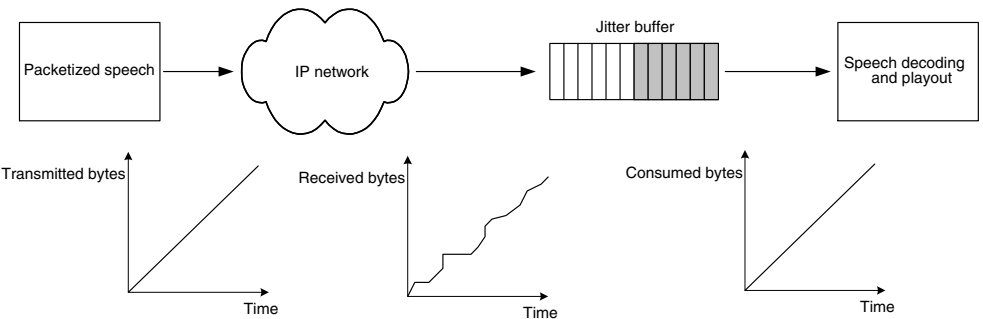 Jitter buffer
Packetized speech
IP network
Speech decoding
and playout
Transmitted bytes
Time
Received bytes
Time
Consumed bytes
Time